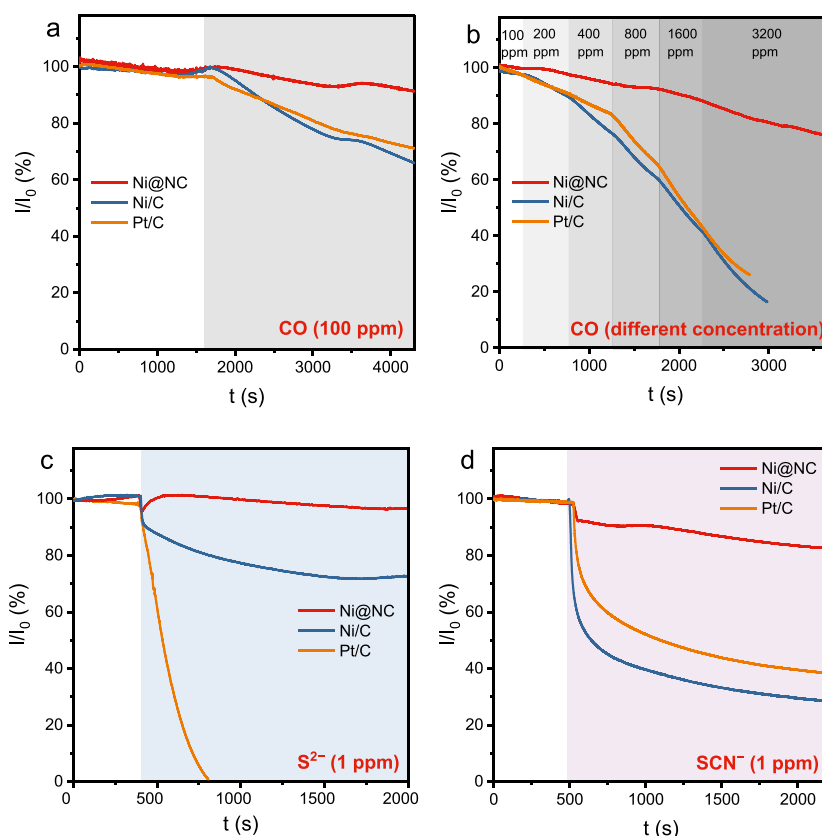 a
I/I₀ (%)
100
80
60
40
20
0
Ni@NC
Ni/C
Pt/C
CO (100 ppm)
0 1000 2000 3000 4000
t (s)
b
100 200 400 800 1600 3200
ppm ppm ppm ppm ppm ppm
I/I₀ (%)
100
80
60
40
20
0
Ni@NC
Ni/C
Pt/C
CO (different concentration)
0 1000 2000 3000
t (s)
c
I/I₀ (%)
100
80
60
40
20
0
Ni@NC
Ni/C
Pt/C
S²⁻ (1 ppm)
0 500 1000 1500 2000
t (s)
d
I/I₀ (%)
100
80
60
40
20
0
Ni@NC
Ni/C
Pt/C
SCN⁻ (1 ppm)
0 500 1000 1500 2000
t (s)